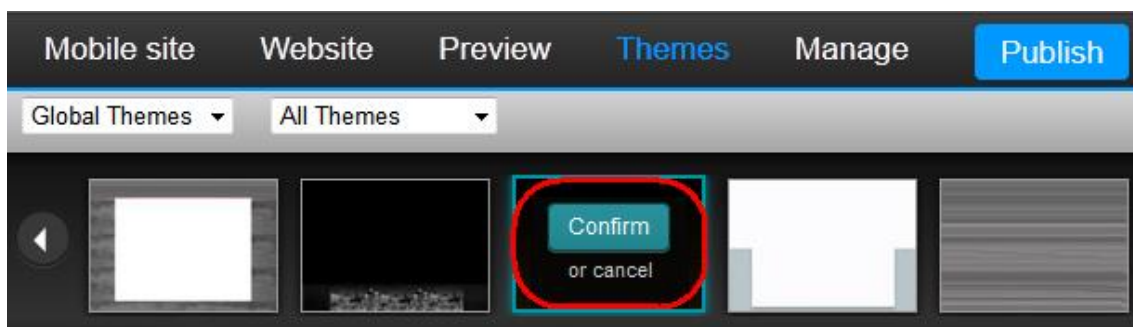 Mobile site Website Preview Themes Manage Publish
Global Themes All Themes
Confirm
or cancel